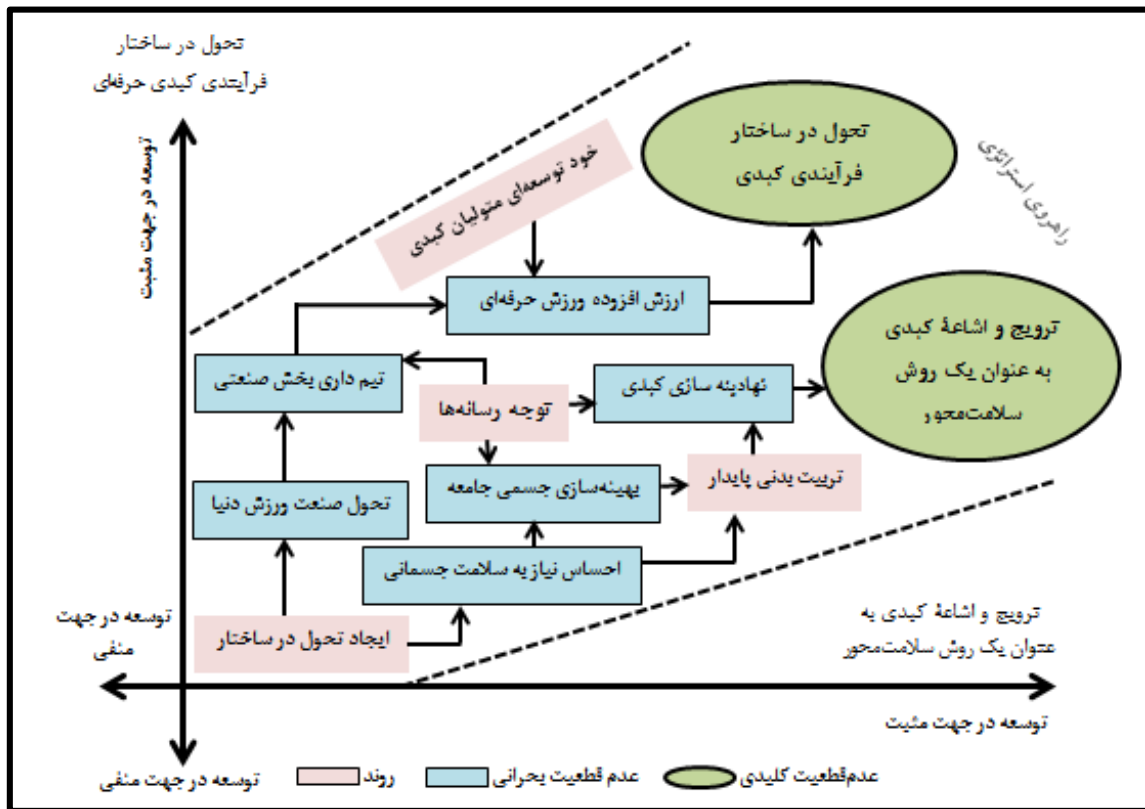 تحول در ساختار
فرآیندی کبدی حرفه‌ای
توسعه در جهت مثبت
خود توسعه‌ای متولیان کبدی
تحول در ساختار
فرآیندی کبدی
راهروی استراتژی
ارزش افزوده ورزش حرفه‌ای
ترویج و اشاعهٔ کبدی
به عنوان یک روش
سلامت‌محور
تیم داری بخش صنعتی
توجه رسانه‌ها
نهادینه سازی کبدی
تحول صنعت ورزش دنیا
بهینه‌سازی جسمی جامعه
تربیت بدنی پایدار
احساس نیاز به سلامت جسمانی
توسعه در جهت
منفی
ایجاد تحول در ساختار
ترویج و اشاعهٔ کبدی به
عنوان یک روش سلامت‌محور
توسعه در جهت مثبت
توسعه در جهت منفی
روند
عدم قطعیت بحرانی
عدم‌قطعیت کلیدی